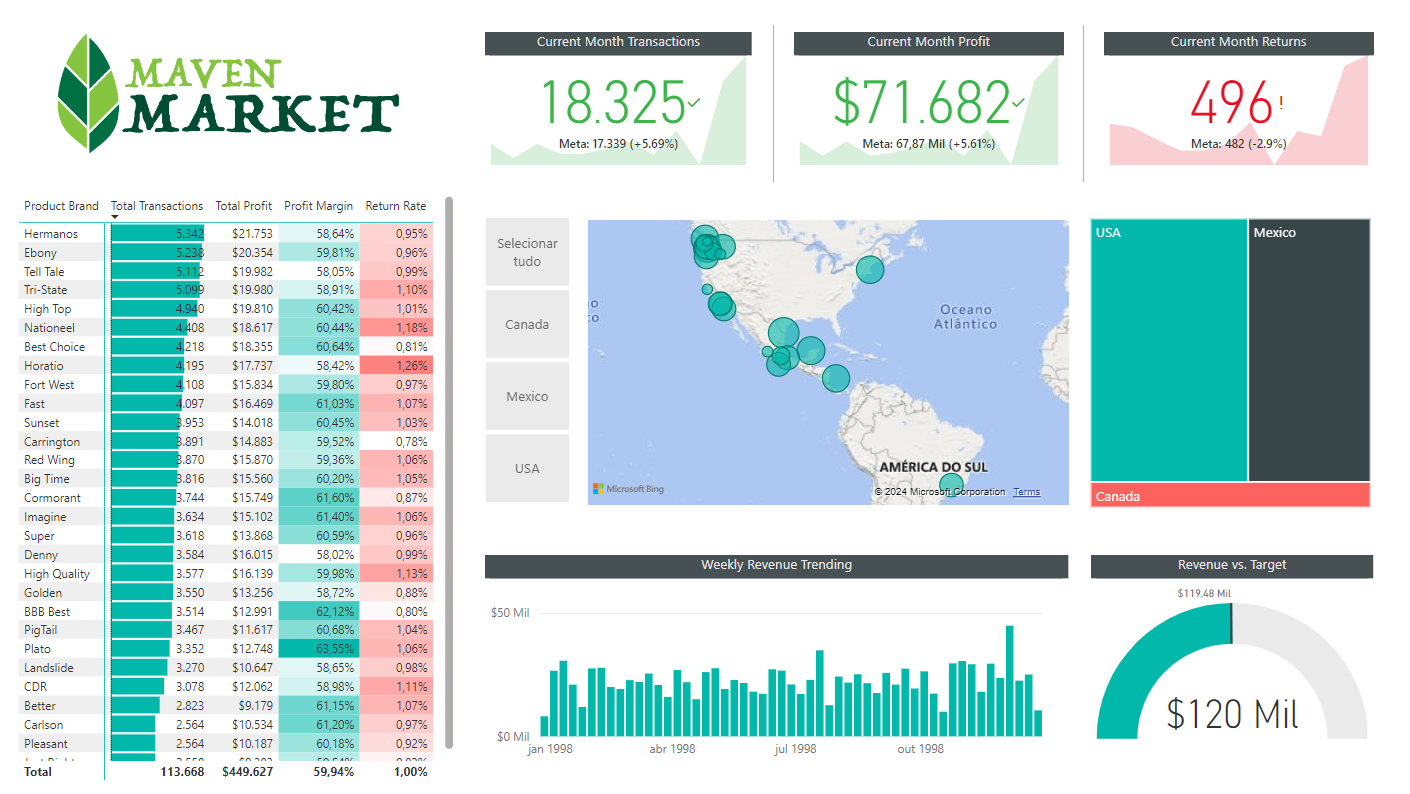 MAVEN
MARKET
Current Month Transactions
18.325
Meta: 17.339 (+5.69%)
Current Month Profit
$71.682
Meta: 67,87 Mil (+5.61%)
Current Month Returns
496 !
Meta: 482 (-2.9%)
Product Brand Total Transactions Total Profit Profit Margin Return Rate
Hermanos 5.342 $21.753 58,64% 0,95%
Ebony 5.238 $20.354 59,81% 0,96%
Tell Tale 5.112 $19.982 58,05% 0,99%
Tri-State 5.099 $19.980 58,91% 1,10%
High Top 4.940 $19.810 60,42% 1,01%
Nationeel 4.408 $18.617 60,44% 1,18%
Best Choice 4.218 $18.355 60,64% 0,81%
Horatio 4.195 $17.737 58,42% 1,26%
Fort West 4.108 $15.834 59,80% 0,97%
Fast 4.097 $16.469 61,03% 1,07%
Sunset 3.953 $14.018 60,45% 1,03%
Carrington 3.891 $14.883 59,52% 0,78%
Red Wing 3.870 $15.870 59,36% 1,06%
Big Time 3.816 $15.560 60,20% 1,05%
Cormorant 3.744 $15.749 61,60% 0,87%
Imagine 3.634 $15.102 61,40% 1,06%
Super 3.618 $13.868 60,59% 0,96%
Denny 3.584 $16.015 58,02% 0,99%
High Quality 3.577 $16.139 59,98% 1,13%
Golden 3.550 $13.256 58,72% 0,88%
BBB Best 3.514 $12.991 62,12% 0,80%
PigTail 3.467 $11.617 60,68% 1,04%
Plato 3.352 $12.748 63,55% 1,06%
Landslide 3.270 $10.647 58,65% 0,98%
CDR 3.078 $12.062 58,98% 1,11%
Better 2.823 $9.179 61,15% 1,07%
Carlson 2.564 $10.534 61,20% 0,97%
Pleasant 2.564 $10.187 60,18% 0,92%
Total 113.668 $449.627 59,94% 1,00%
Selecionar
tudo
Canada
Mexico
USA
Oceano
Atlântico
AMÉRICA DO SUL
Microsoft Bing
© 2024 Microsoft Corporation Terms
USA
Mexico
Canada
Weekly Revenue Trending
$50 Mil
$0 Mil
jan 1998 abr 1998 jul 1998 out 1998
Revenue vs. Target
$119,48 Mil
$120 Mil